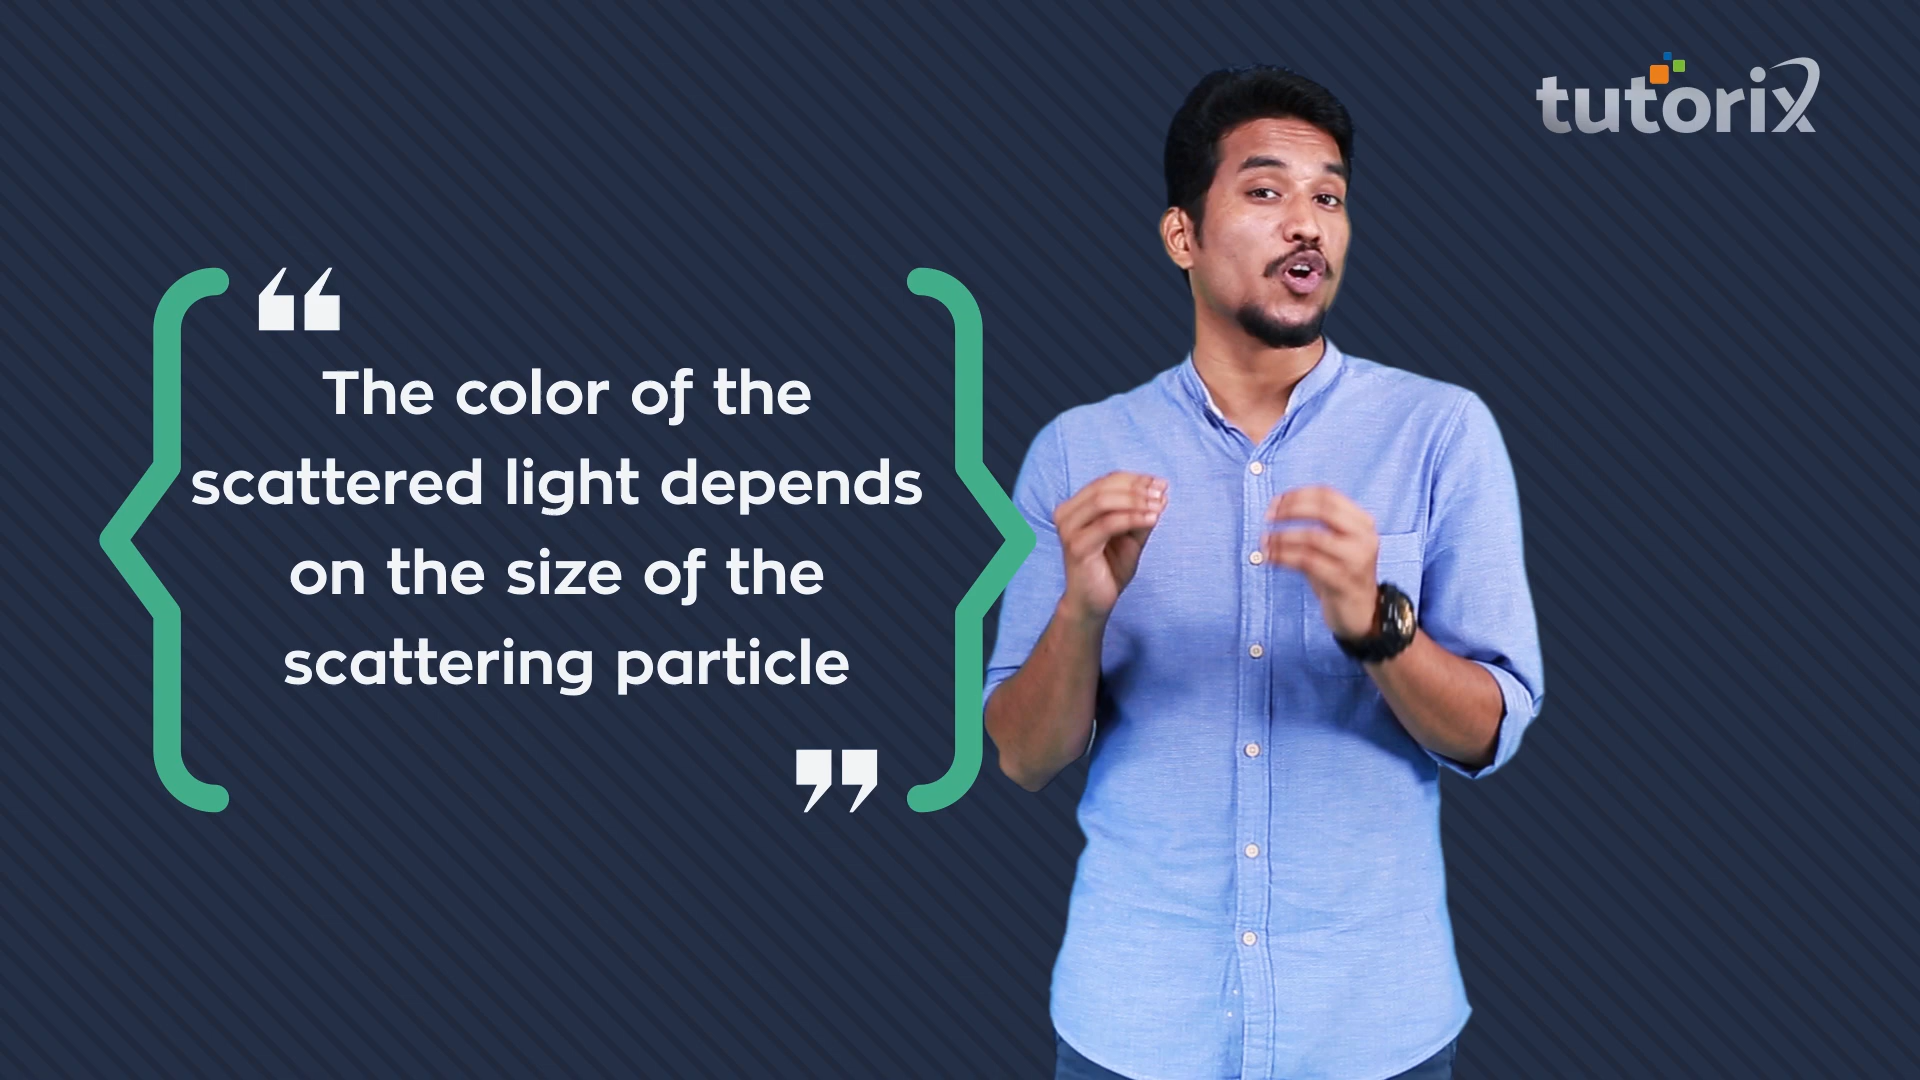 tutorix
“
The color of the
scattered light depends
on the size of the
scattering particle
”